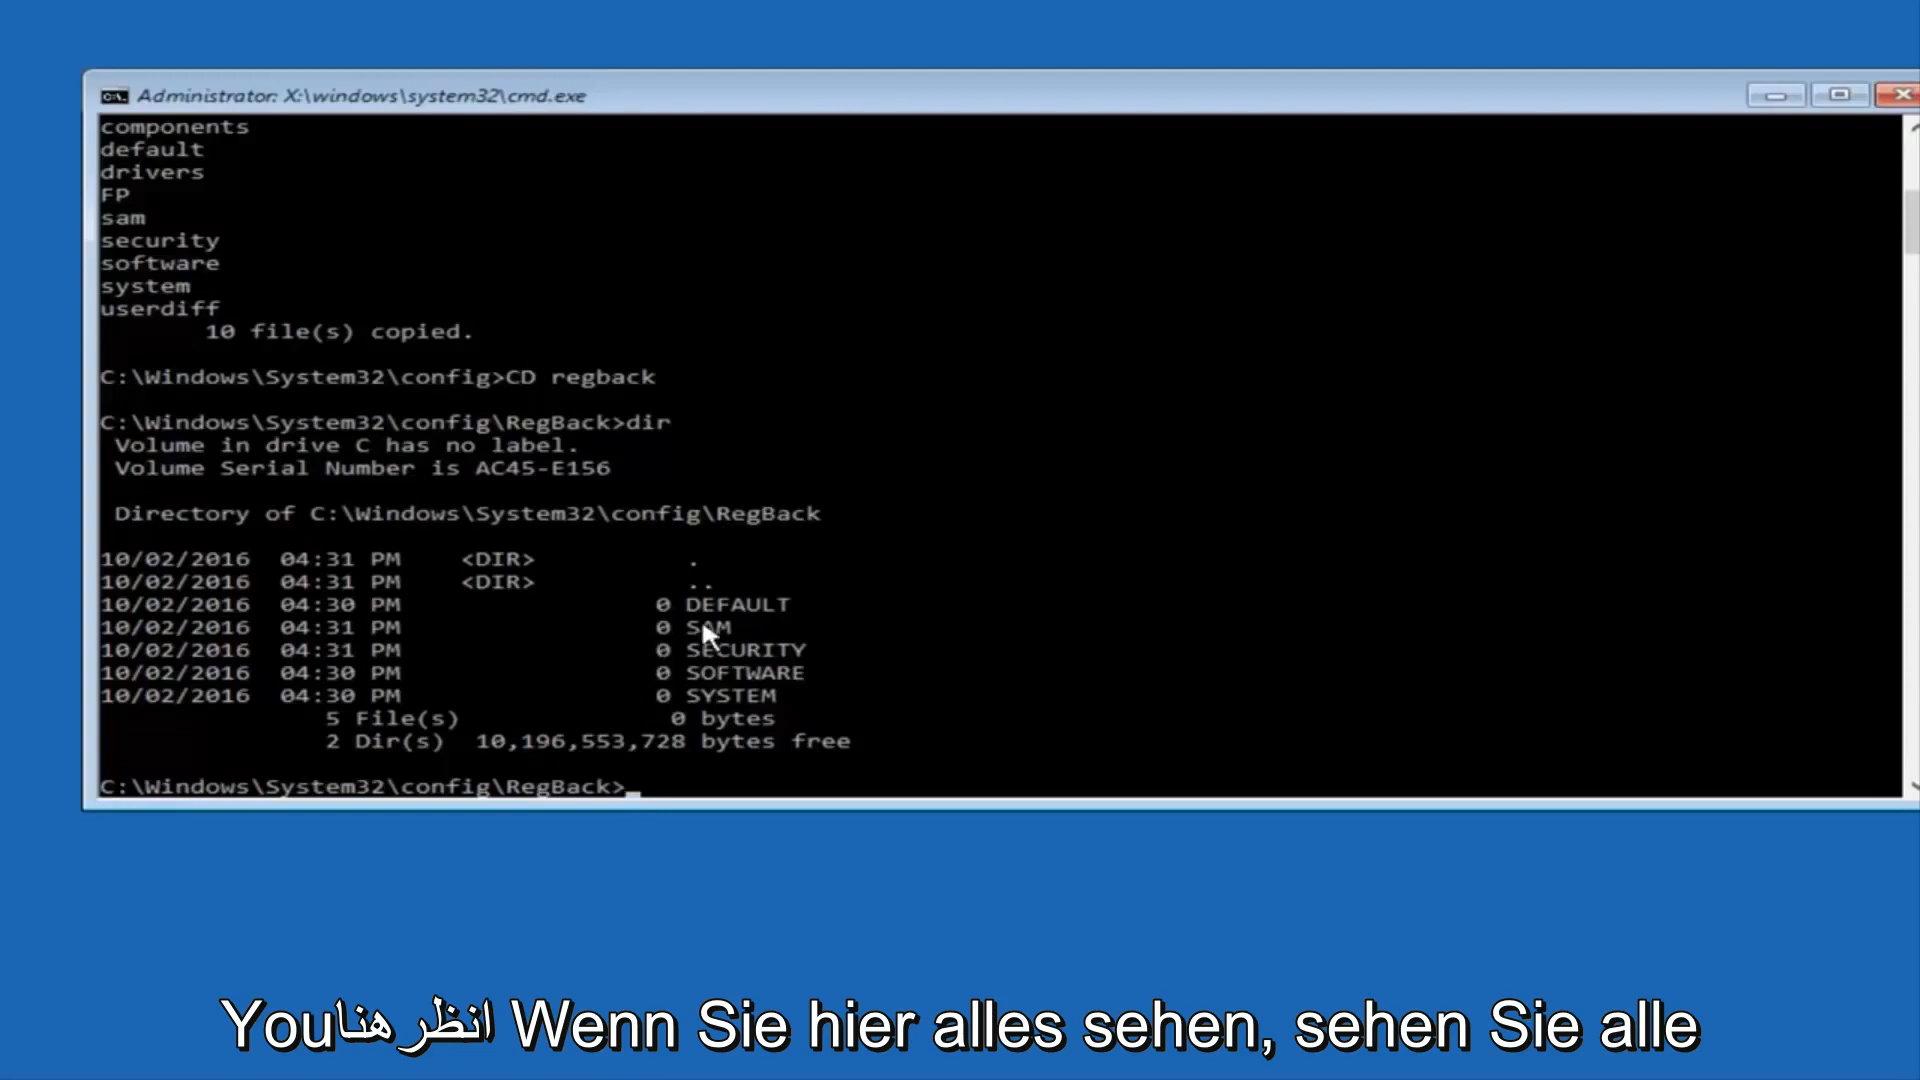 Administrator: X:\windows\system32\cmd.exe
components
default
drivers
FP
sam
security
software
system
userdiff
10 file(s) copied.
C:\Windows\System32\config>CD regback
C:\Windows\System32\config\RegBack>dir
Volume in drive C has no label.
Volume Serial Number is AC45-E156
Directory of C:\Windows\System32\config\RegBack
10/02/2016 04:31 PM <DIR> .
10/02/2016 04:31 PM <DIR> ..
10/02/2016 04:30 PM 0 DEFAULT
10/02/2016 04:31 PM 0 SAM
10/02/2016 04:31 PM 0 SECURITY
10/02/2016 04:30 PM 0 SOFTWARE
10/02/2016 04:30 PM 0 SYSTEM
5 File(s) 0 bytes
2 Dir(s) 10,196,553,728 bytes free
C:\Windows\System32\config\RegBack>_
You انظر هنا Wenn Sie hier alles sehen, sehen Sie alle